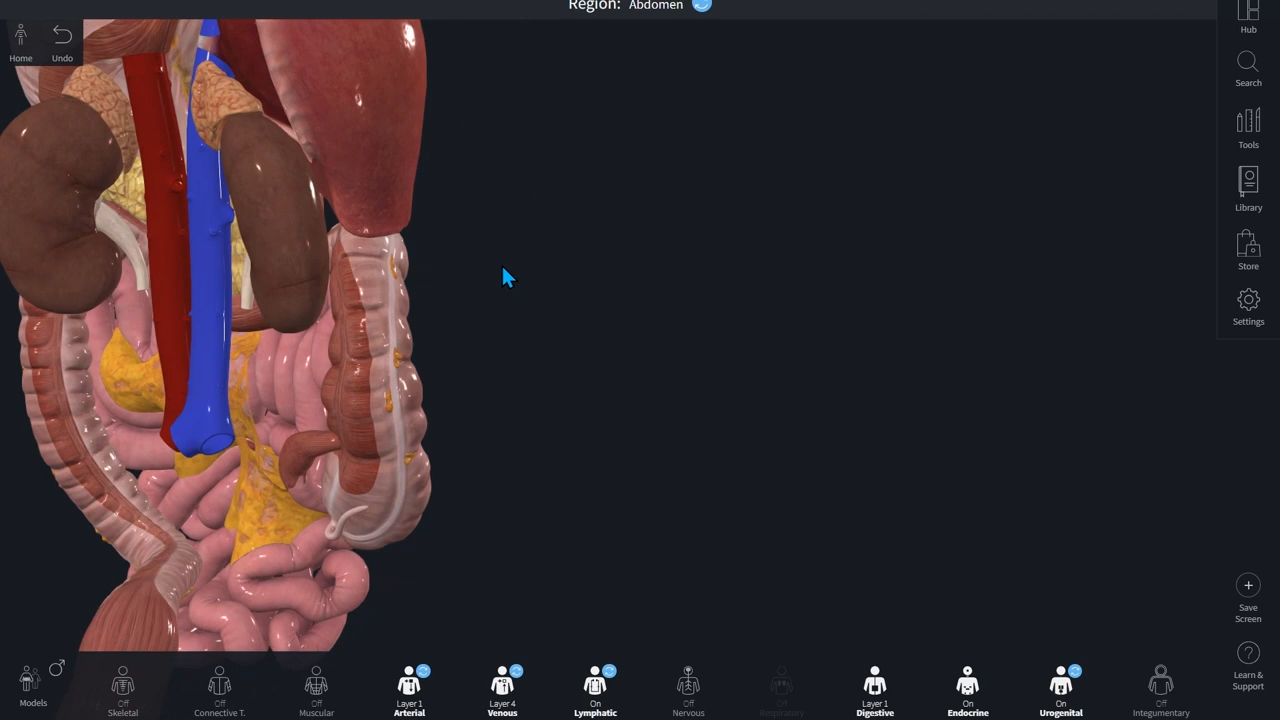 Region: Abdomen
Home
Undo
Hub
Search
Tools
Library
Store
Settings
Save
Screen
Learn &
Support
Models
Off
Skeletal
Off
Connective T.
Off
Muscular
Layer 1
Arterial
Layer 4
Venous
On
Lymphatic
Off
Nervous
Off
Respiratory
Layer 1
Digestive
On
Endocrine
On
Urogenital
Off
Integumentary